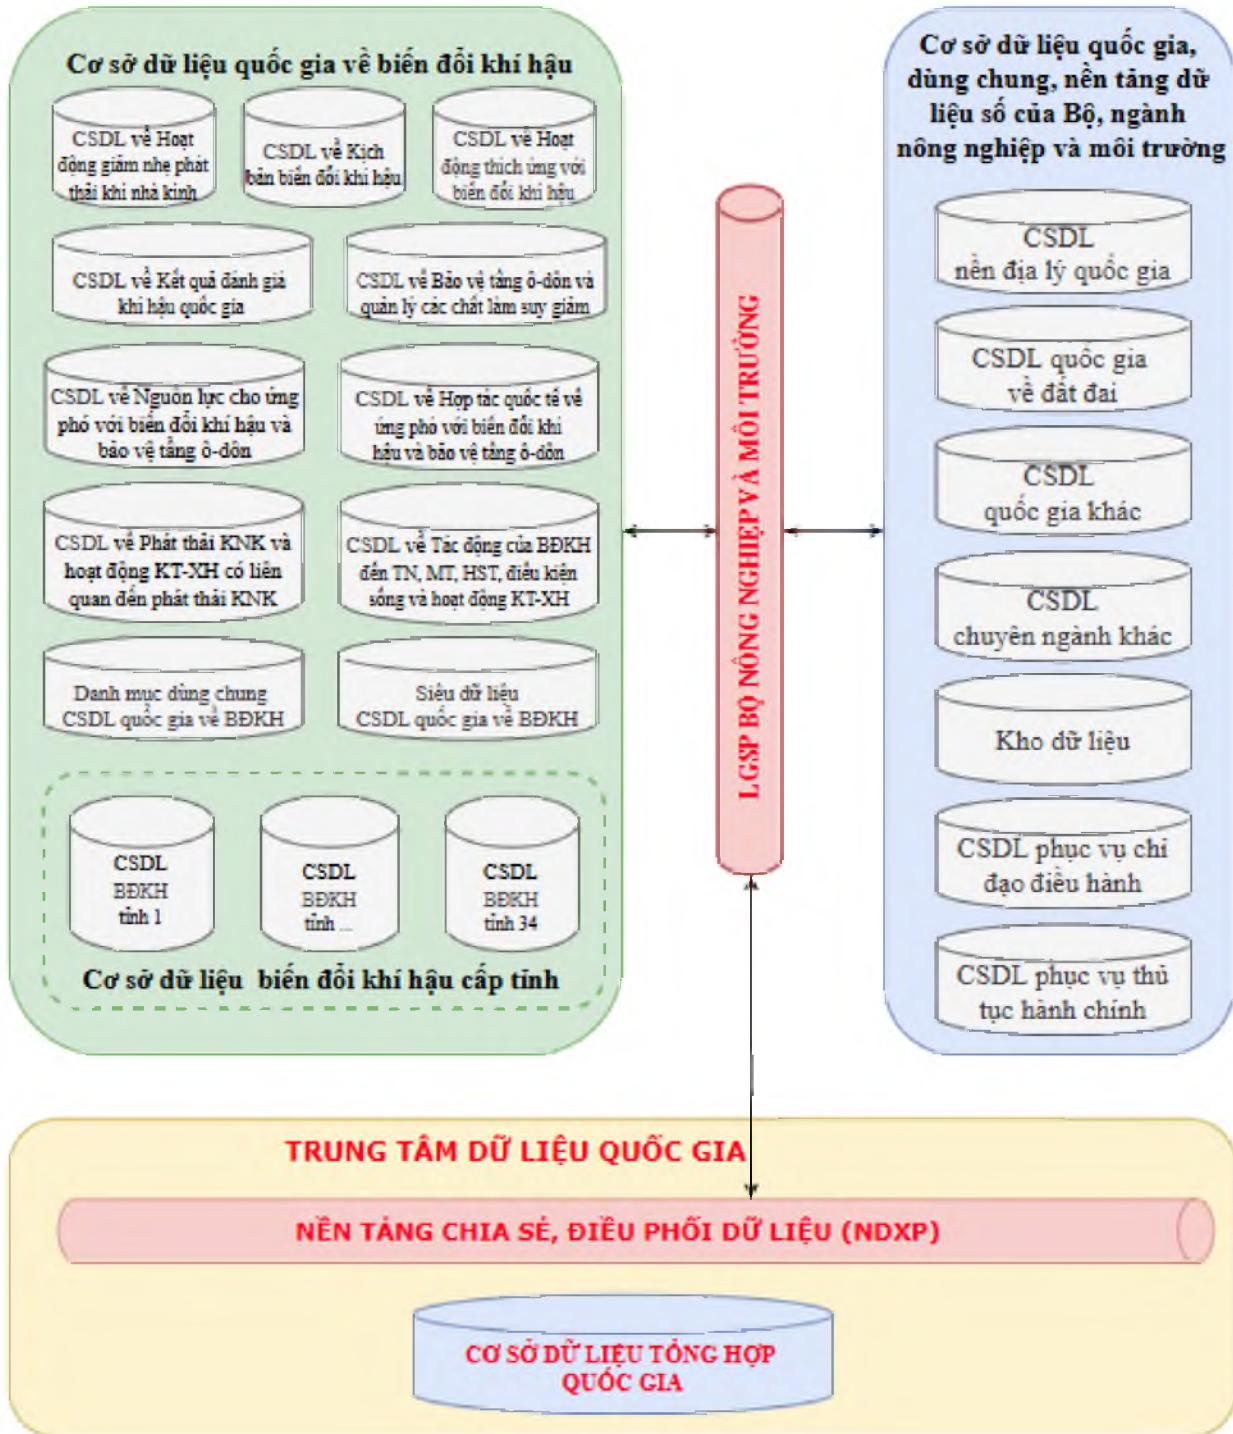 Cơ sở dữ liệu quốc gia về biến đổi khí hậu
CSDL về Hoạt
động giảm nhẹ phát
thải khí nhà kính
CSDL về Kịch
bản biến đổi khí hậu
CSDL về Hoạt
động thích ứng với
biến đổi khí hậu
CSDL về Kết quả đánh giá
khí hậu quốc gia
CSDL về Bảo vệ tầng ô-dôn và
quản lý các chất làm suy giảm
CSDL về Nguồn lực cho ứng
phó với biến đổi khí hậu và
bảo vệ tầng ô-dôn
CSDL về Hợp tác quốc tế về
ứng phó với biến đổi khí
hậu và bảo vệ tầng ô-dôn
CSDL về Phát thải KNK và
hoạt động KT-XH có liên
quan đến phát thải KNK
CSDL về Tác động của BĐKH
đến TN, MT, HST, điều kiện
sống và hoạt động KT-XH
Danh mục dùng chung
CSDL quốc gia về BĐKH
Siêu dữ liệu
CSDL quốc gia về BĐKH
CSDL
BĐKH
tỉnh 1
CSDL
BĐKH
tỉnh ...
CSDL
BĐKH
tỉnh 34
Cơ sở dữ liệu biến đổi khí hậu cấp tỉnh
LGSP BỘ NÔNG NGHIỆP VÀ MÔI TRƯỜNG
Cơ sở dữ liệu quốc gia,
dùng chung, nền tảng dữ
liệu số của Bộ, ngành
nông nghiệp và môi trường
CSDL
nền địa lý quốc gia
CSDL quốc gia
về đất đai
CSDL
quốc gia khác
CSDL
chuyên ngành khác
Kho dữ liệu
CSDL phục vụ chỉ
đạo điều hành
CSDL phục vụ thủ
tục hành chính
TRUNG TÂM DỮ LIỆU QUỐC GIA
NỀN TẢNG CHIA SẺ, ĐIỀU PHỐI DỮ LIỆU (NDXP)
CƠ SỞ DỮ LIỆU TỔNG HỢP
QUỐC GIA